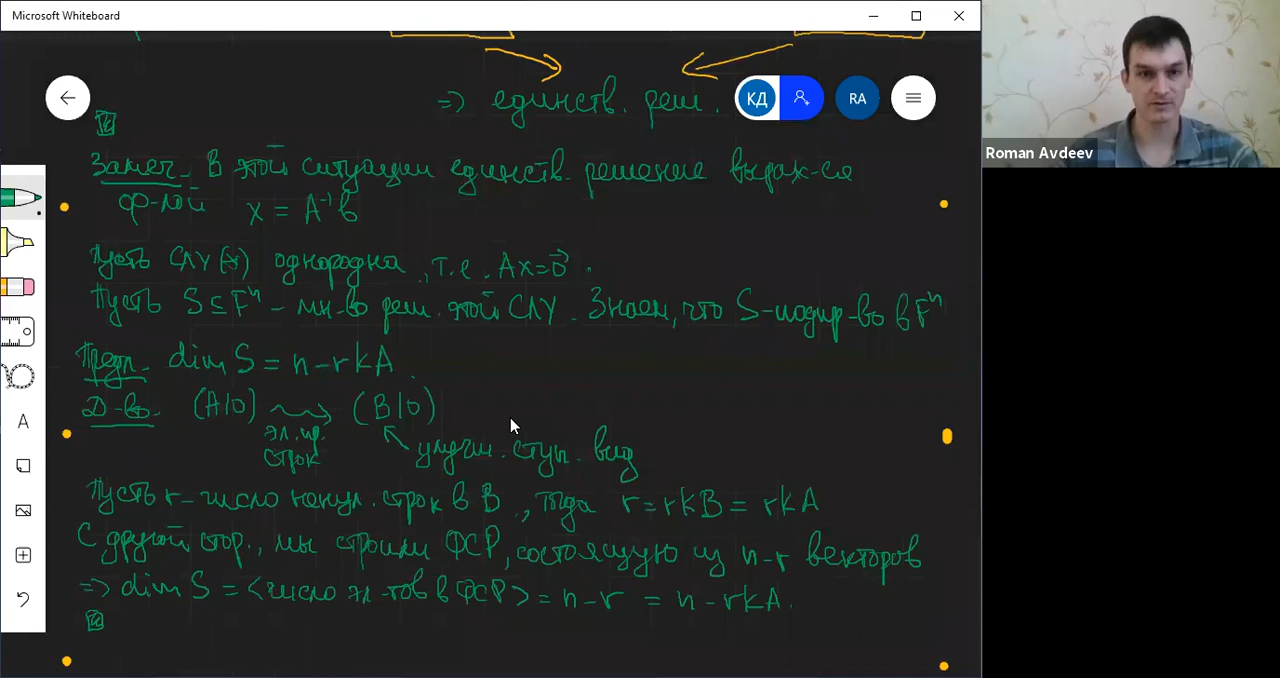 Microsoft Whiteboard
⇒ единств. реш.
КД
RA
Roman Avdeev
Замеч. В этой ситуации единств. решение выраж-ся
ф-лой x = A⁻¹b
Пусть СЛУ (*) однородна, т.е. Ax=0⃗.
Пусть S ⊆ Fⁿ - мн-во реш. этой СЛУ. Знаем, что S-подпр-во в Fⁿ
Предл. dim S = n - rk A.
Д-во. (A|0) ⇝ (B|0)
эл.пр.
строк
улучш. ступ. вид
Пусть r - число ненул. строк в B, тогда r = rk B = rk A
С другой стор., мы строили ФСР, состоящую из n-r векторов
⇒ dim S = <число эл-тов в ФСР> = n-r = n - rk A.
A